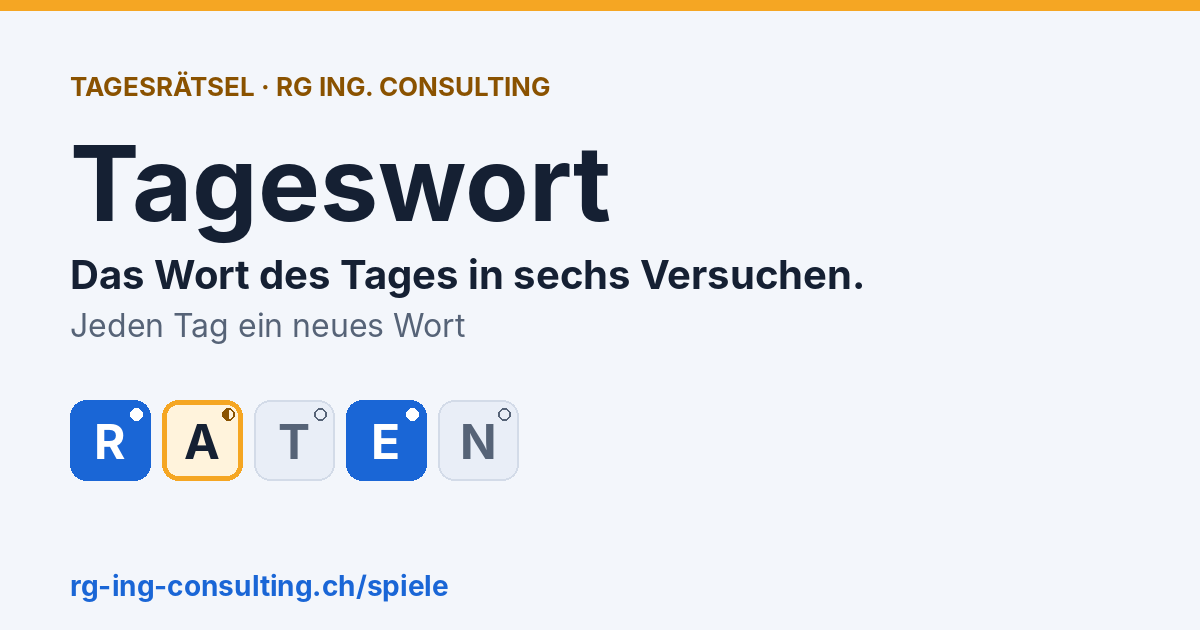 TAGESRÄTSEL · RG ING. CONSULTING
Tageswort
Das Wort des Tages in sechs Versuchen.
Jeden Tag ein neues Wort
R A T E N
rg-ing-consulting.ch/spiele